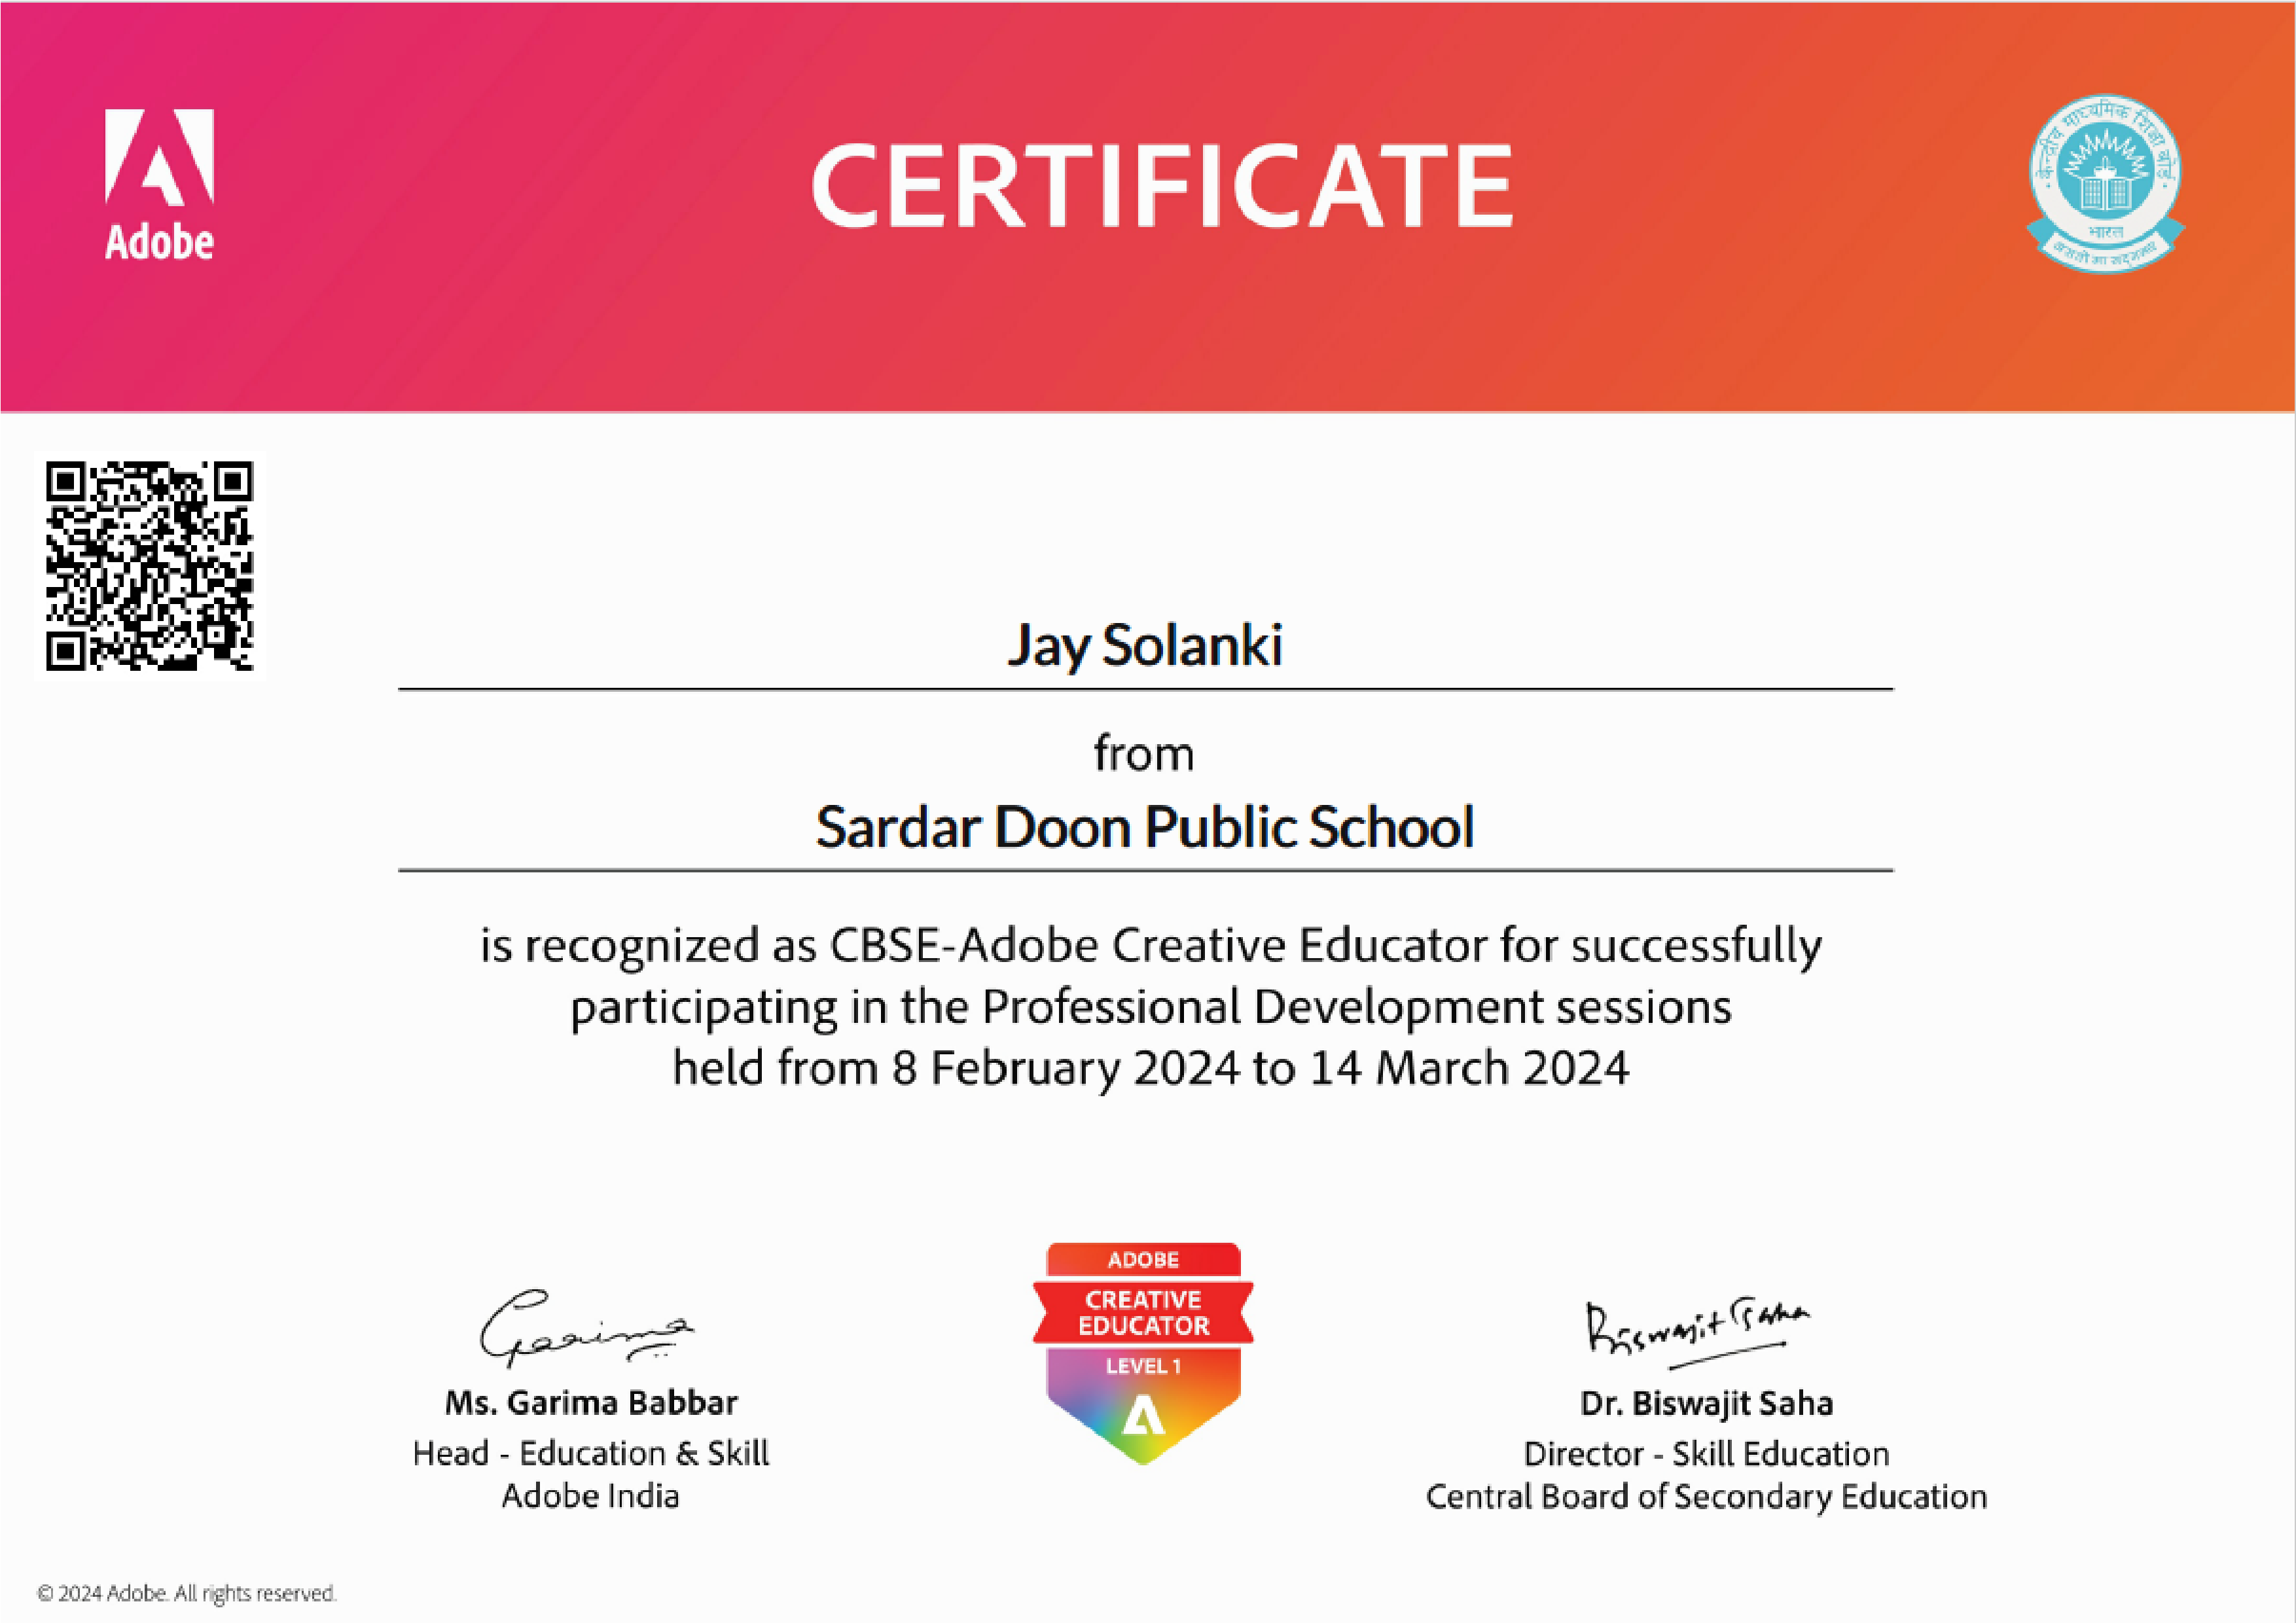 Adobe
CERTIFICATE
केन्द्रीय माध्यमिक शिक्षा बोर्ड
भारत
असतो मा सद्गमय
Jay Solanki
from
Sardar Doon Public School
is recognized as CBSE-Adobe Creative Educator for successfully
participating in the Professional Development sessions
held from 8 February 2024 to 14 March 2024
ADOBE
CREATIVE
EDUCATOR
LEVEL 1
Garima
Ms. Garima Babbar
Head - Education & Skill
Adobe India
Biswajit Saha
Dr. Biswajit Saha
Director - Skill Education
Central Board of Secondary Education
© 2024 Adobe. All rights reserved.